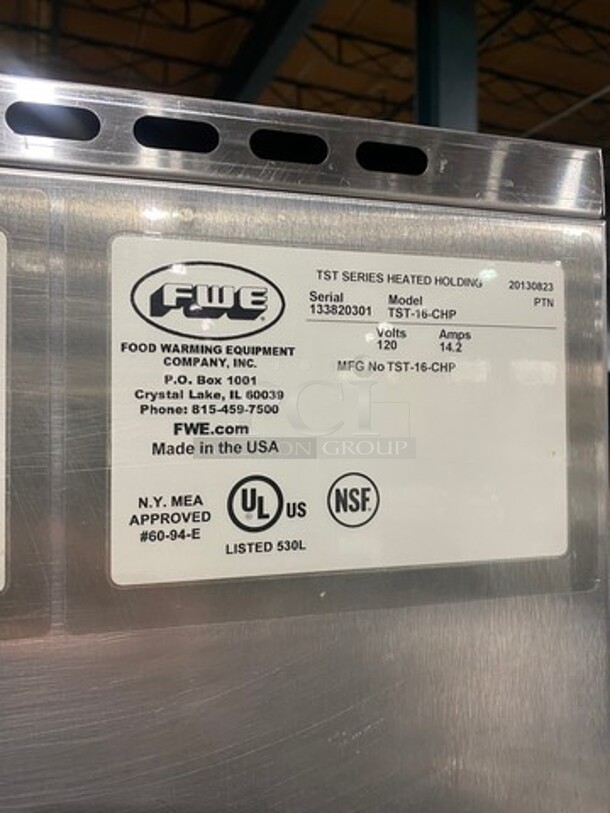 FWE
FOOD WARMING EQUIPMENT
COMPANY, INC.
P.O. Box 1001
Crystal Lake, IL 60039
Phone: 815-459-7500
FWE.com
Made in the USA
N.Y. MEA
APPROVED
#60-94-E
UL US
LISTED 530L
NSF
TST SERIES HEATED HOLDING 20130823
Serial Model PTN
133820301 TST-16-CHP
Volts Amps
120 14.2
MFG No TST-16-CHP
GROUP